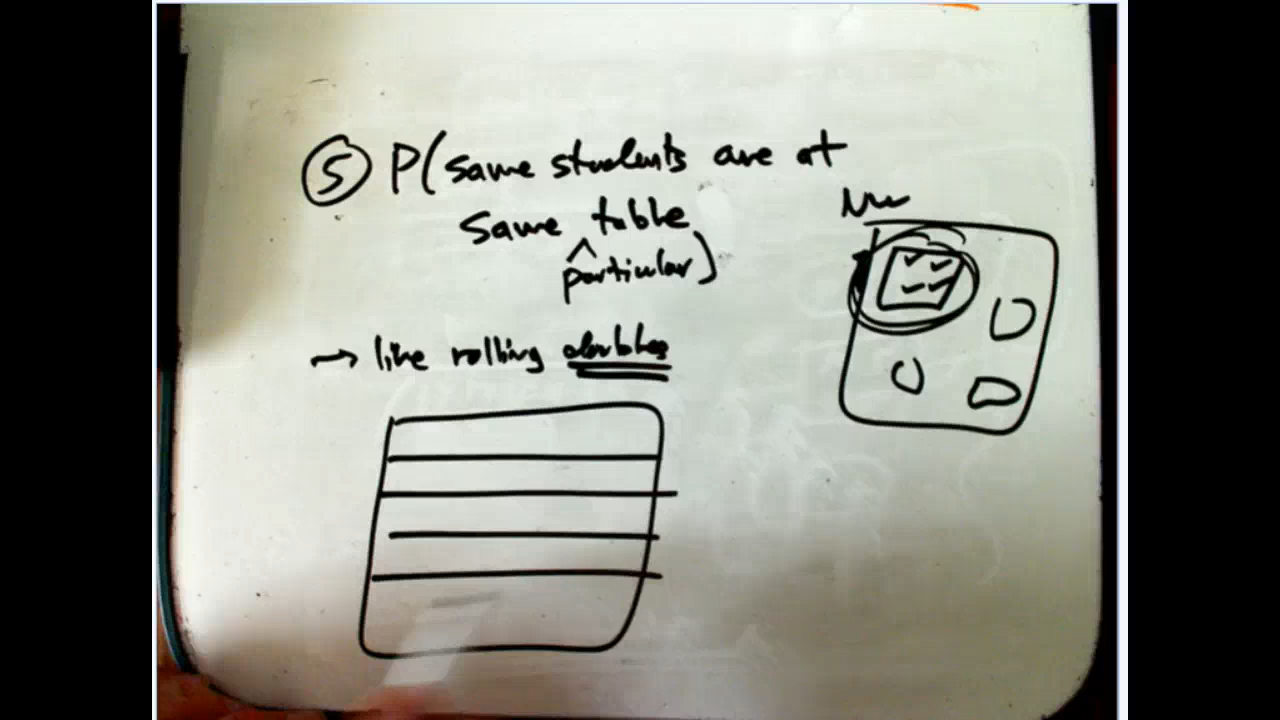 ⑤ P(same students are at
same table
^
particular)
→ like rolling doubles